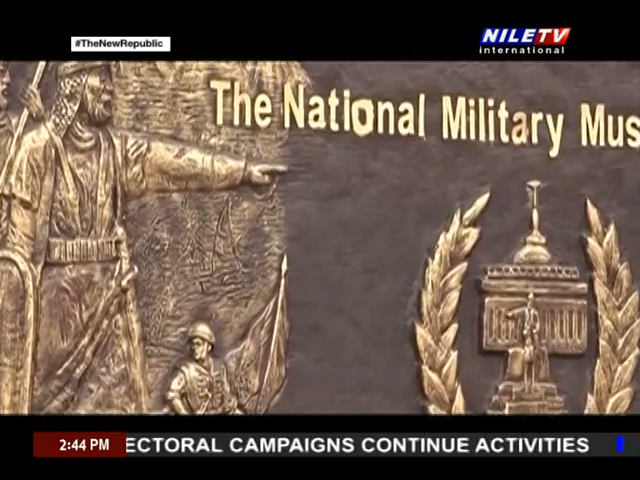 #TheNewRepublic
NILE TV
international
The National Military Mus
2:44 PM
ECTORAL CAMPAIGNS CONTINUE ACTIVITIES